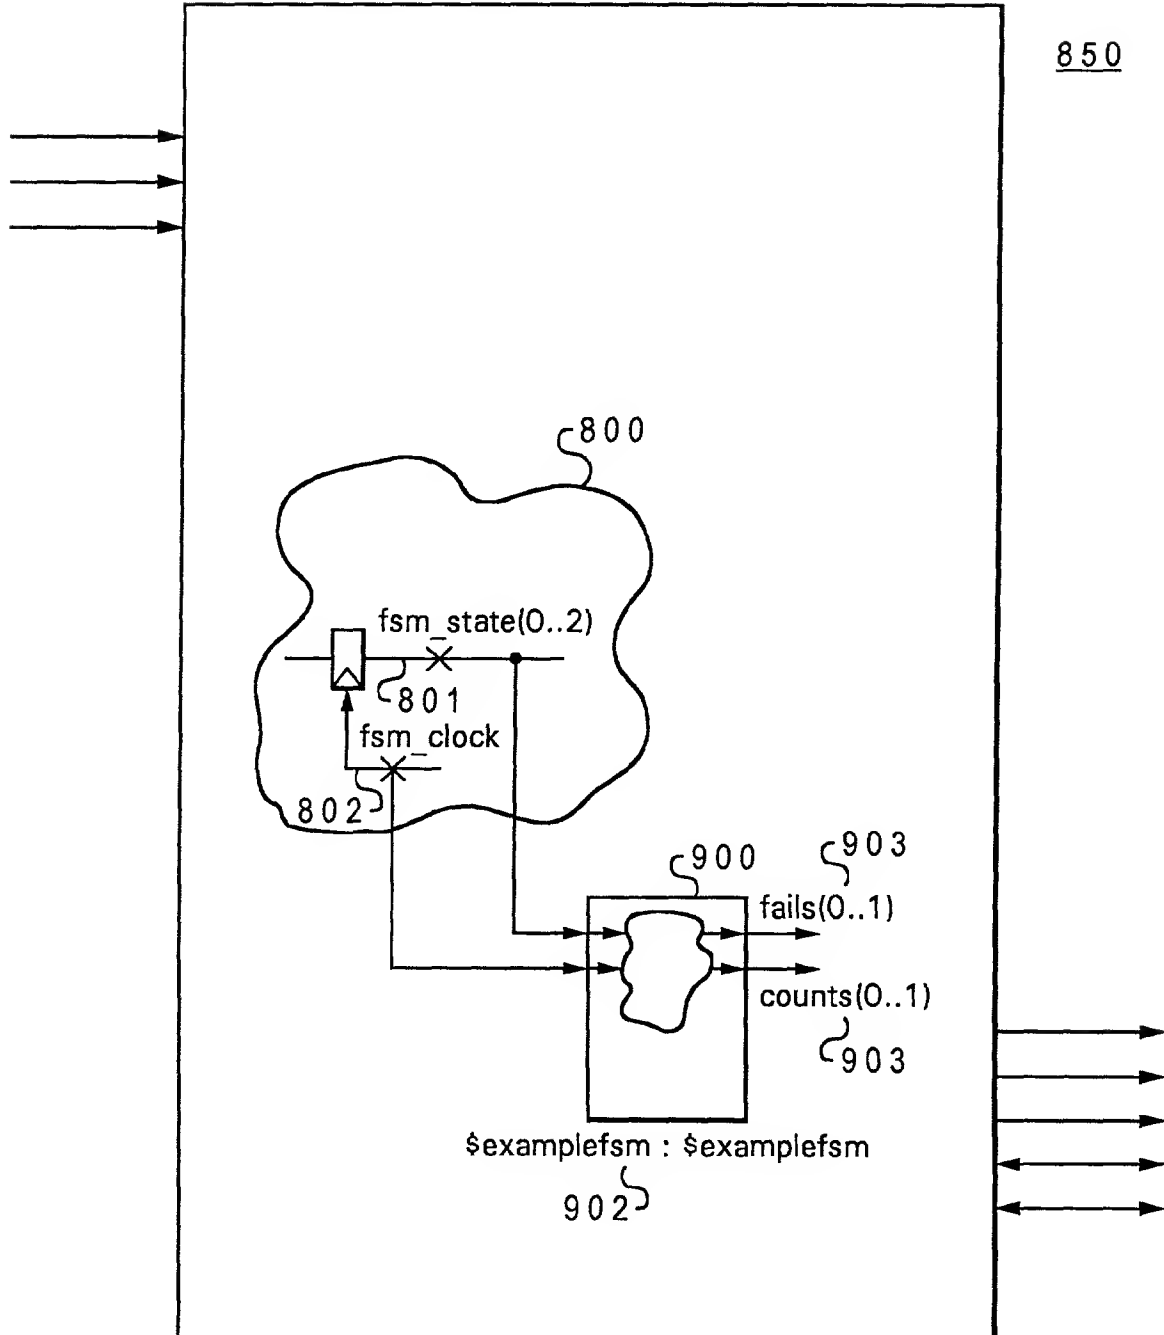 850
800
fsm_state(0..2)
801
fsm_clock
802
903
900
fails(0..1)
counts(0..1)
903
$examplefsm : $examplefsm
902